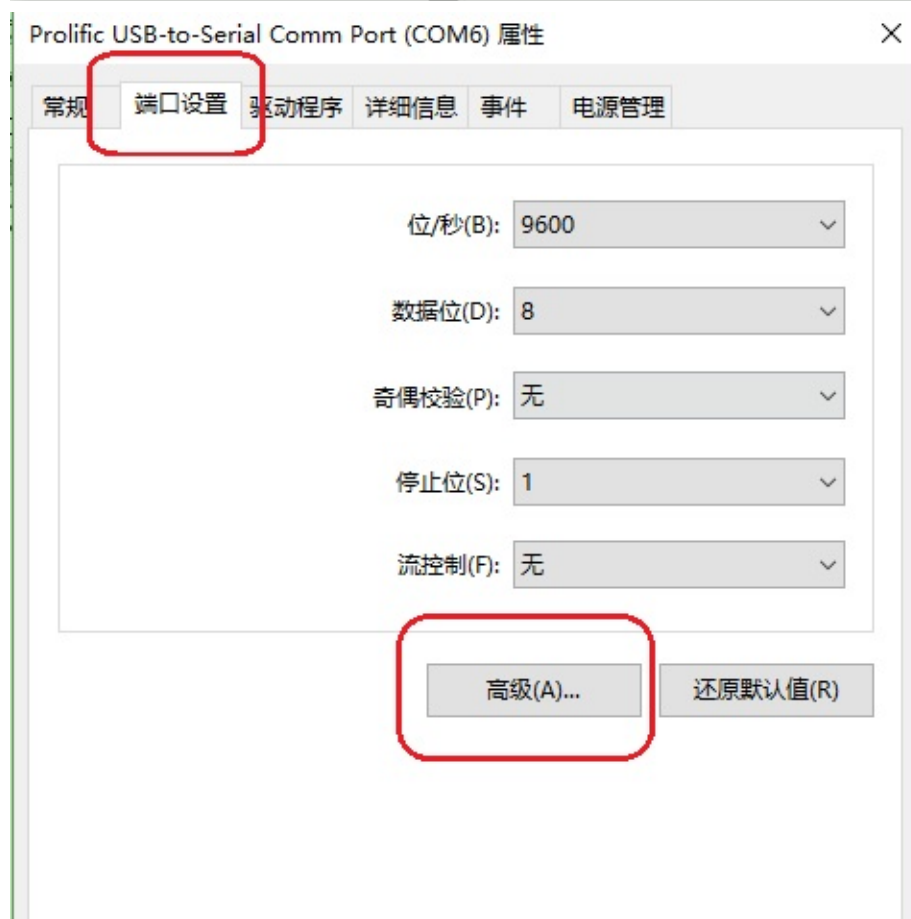 Prolific USB-to-Serial Comm Port (COM6) 属性
常规 端口设置 驱动程序 详细信息 事件 电源管理
位/秒(B): 9600
数据位(D): 8
奇偶校验(P): 无
停止位(S): 1
流控制(F): 无
高级(A)... 还原默认值(R)